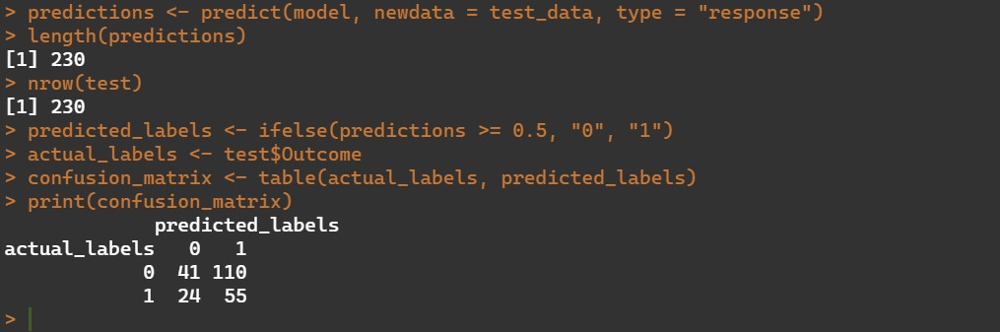 > predictions <- predict(model, newdata = test_data, type = "response")
> length(predictions)
[1] 230
> nrow(test)
[1] 230
> predicted_labels <- ifelse(predictions >= 0.5, "0", "1")
> actual_labels <- test$Outcome
> confusion_matrix <- table(actual_labels, predicted_labels)
> print(confusion_matrix)
             predicted_labels
actual_labels   0   1
            0  41 110
            1  24  55
>